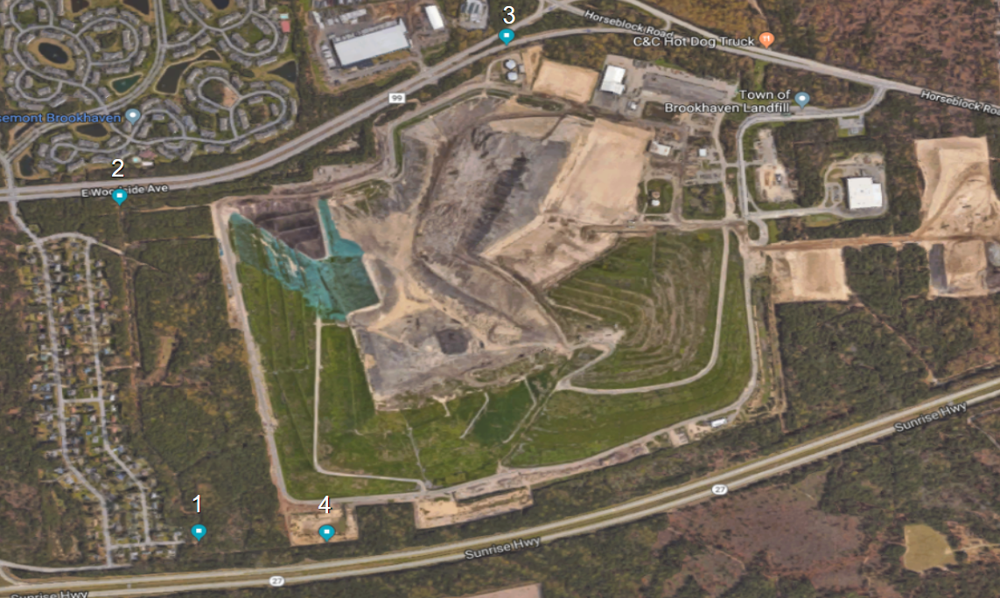 3
Horseblock Road
C&C Hot Dog Truck
99
Town of
Brookhaven Landfill
Horseblock Ro
semont Brookhaven
2
E Woodside Ave
1
4
27
Sunrise Hwy
Sunrise Hwy
27
Sunrise Hwy